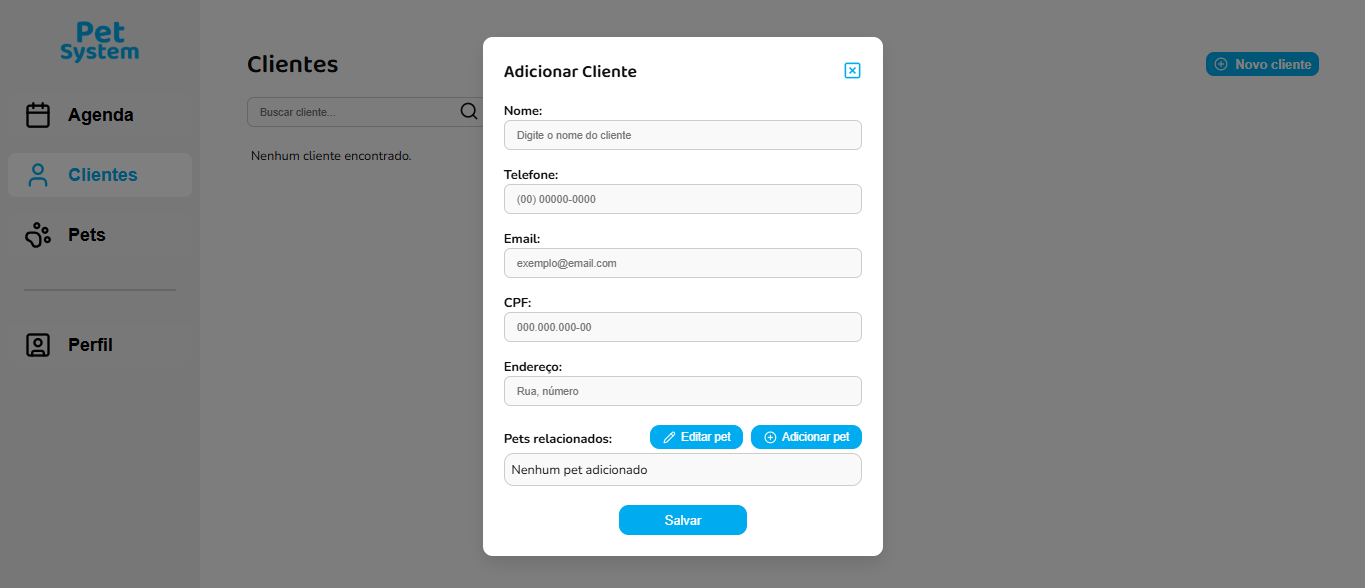 Pet
System
Agenda
Clientes
Pets
Perfil
Clientes
Novo cliente
Buscar cliente...
Nenhum cliente encontrado.
Adicionar Cliente
Nome:
Digite o nome do cliente
Telefone:
(00) 00000-0000
Email:
exemplo@email.com
CPF:
000.000.000-00
Endereço:
Rua, número
Pets relacionados: Editar pet Adicionar pet
Nenhum pet adicionado
Salvar